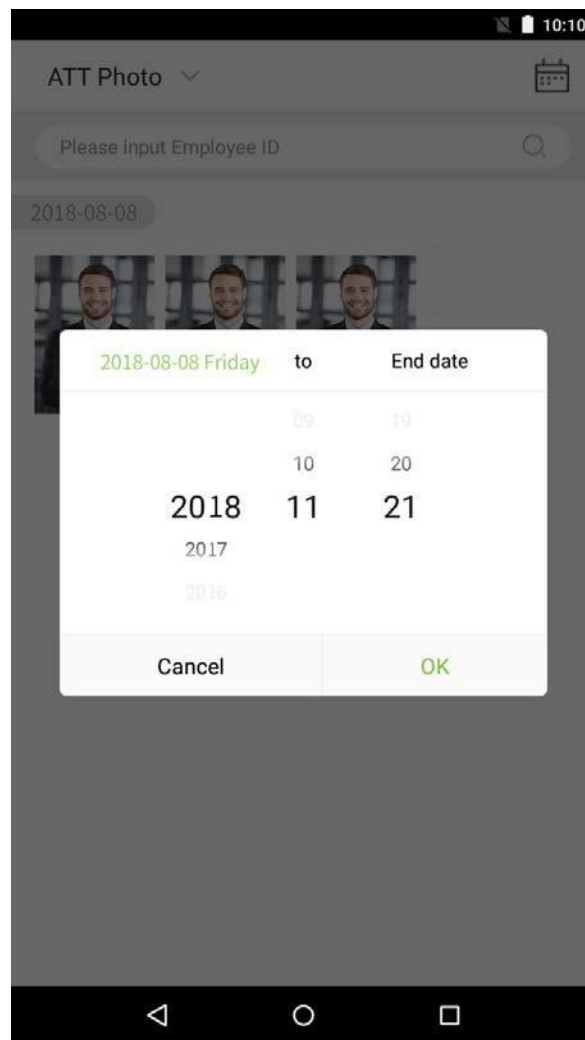 10:10
ATT Photo
Please input Employee ID
2018-08-08
2018-08-08 Friday to End date
09 19
10 20
2018 11 21
2017
2016
Cancel OK